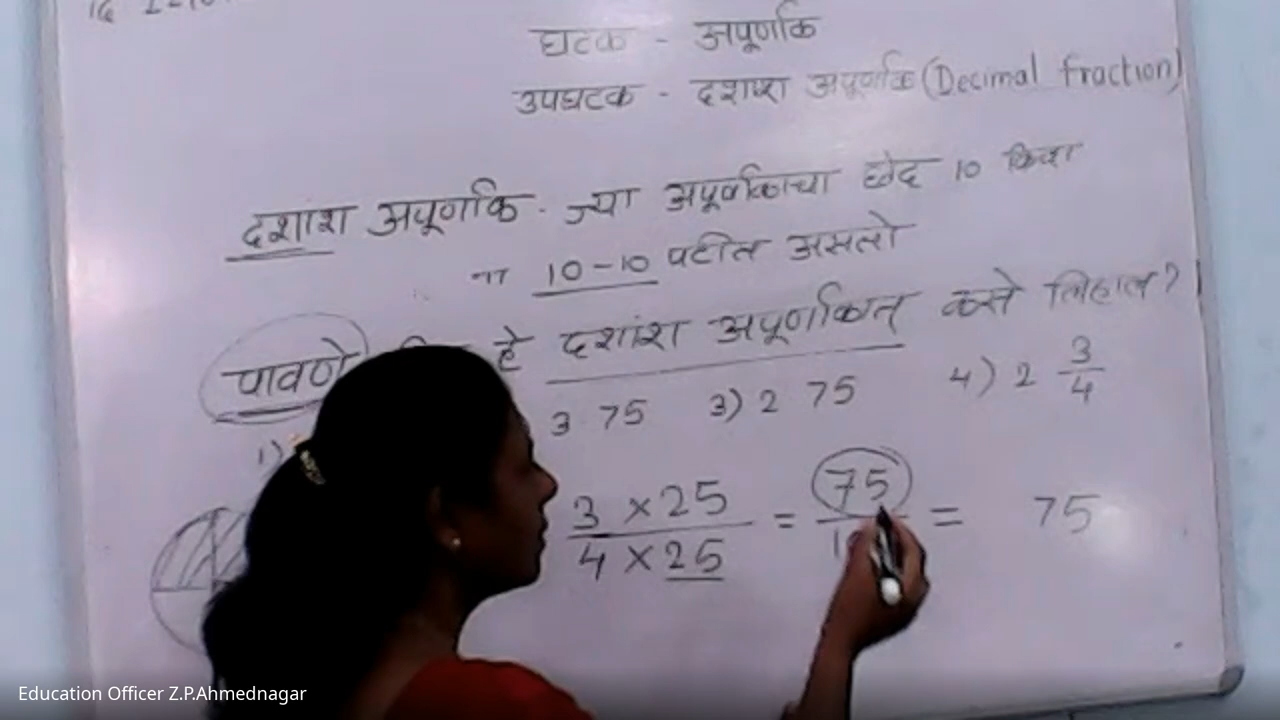 घटक - अपूर्णांक
उपघटक - दशांश अपूर्णांक (Decimal fraction)
दशांश अपूर्णांक - ज्या अपूर्णांकाचा छेद 10 किंवा
10-10 पटीत असतो
पावणे हे दशांश अपूर्णांकात कसे लिहाल?
1) 3 75 3) 2 75 4) 2 3/4
3 × 25 / 4 × 25 = 75 / 1 = 75
Education Officer Z.P.Ahmednagar